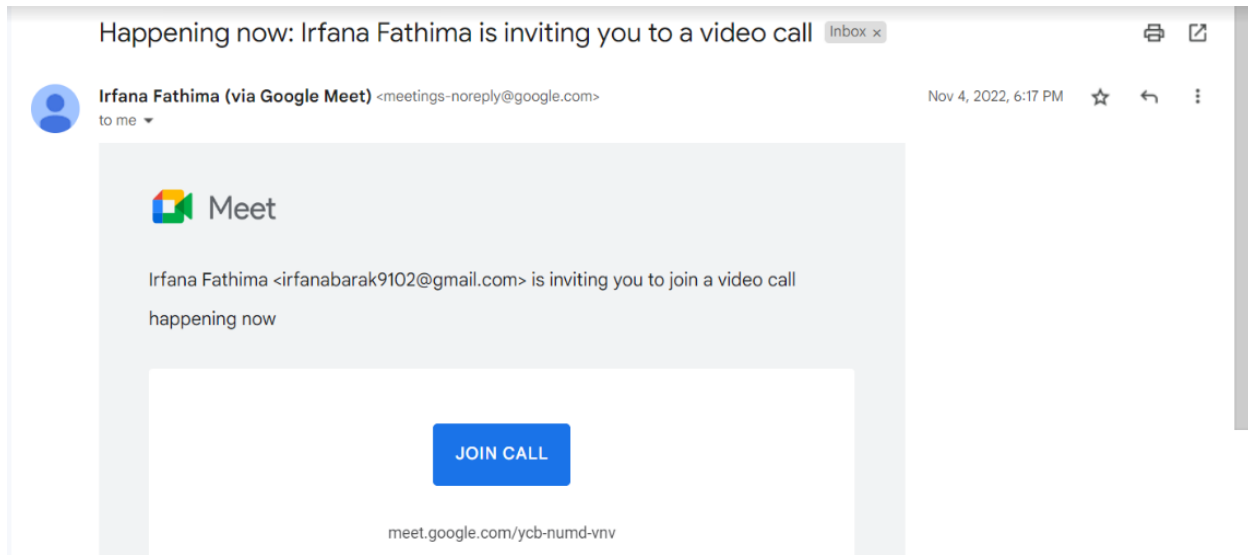 Happening now: Irfana Fathima is inviting you to a video call Inbox x
Irfana Fathima (via Google Meet) <meetings-noreply@google.com> Nov 4, 2022, 6:17 PM
to me
Meet
Irfana Fathima <irfanabarak9102@gmail.com> is inviting you to join a video call
happening now
JOIN CALL
meet.google.com/ycb-numd-vnv